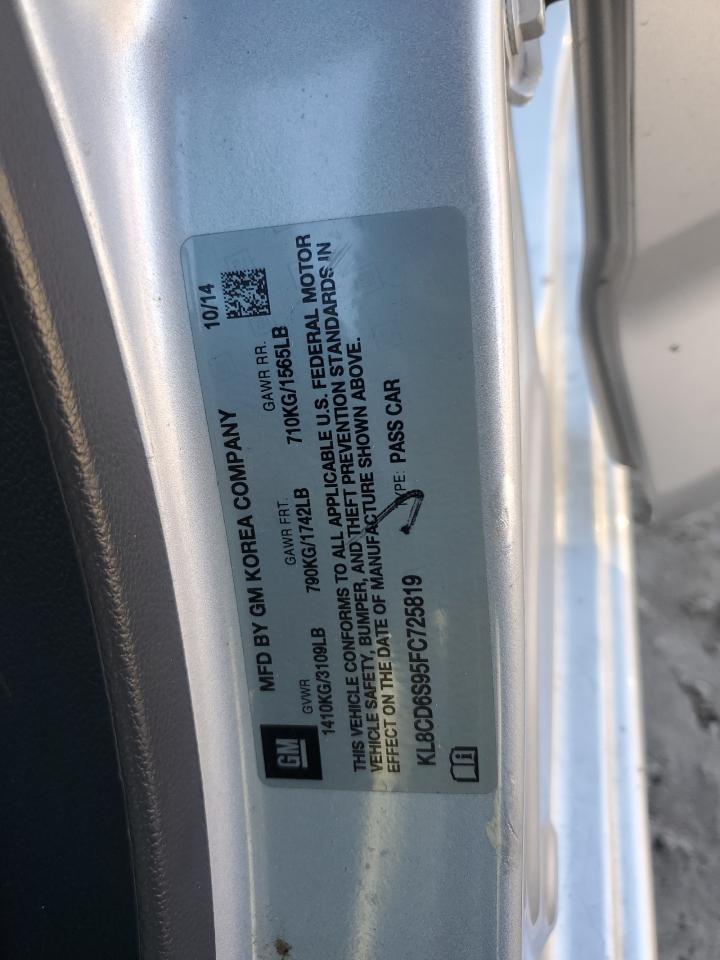 MFD BY GM KOREA COMPANY 10/14
GM
GVWR GAWR FRT. GAWR RR.
1410KG/3109LB 790KG/1742LB 710KG/1565LB
THIS VEHICLE CONFORMS TO ALL APPLICABLE U.S. FEDERAL MOTOR
VEHICLE SAFETY, BUMPER, AND THEFT PREVENTION STANDARDS IN
EFFECT ON THE DATE OF MANUFACTURE SHOWN ABOVE.
KL8CD6S95FC725819 TYPE: PASS CAR